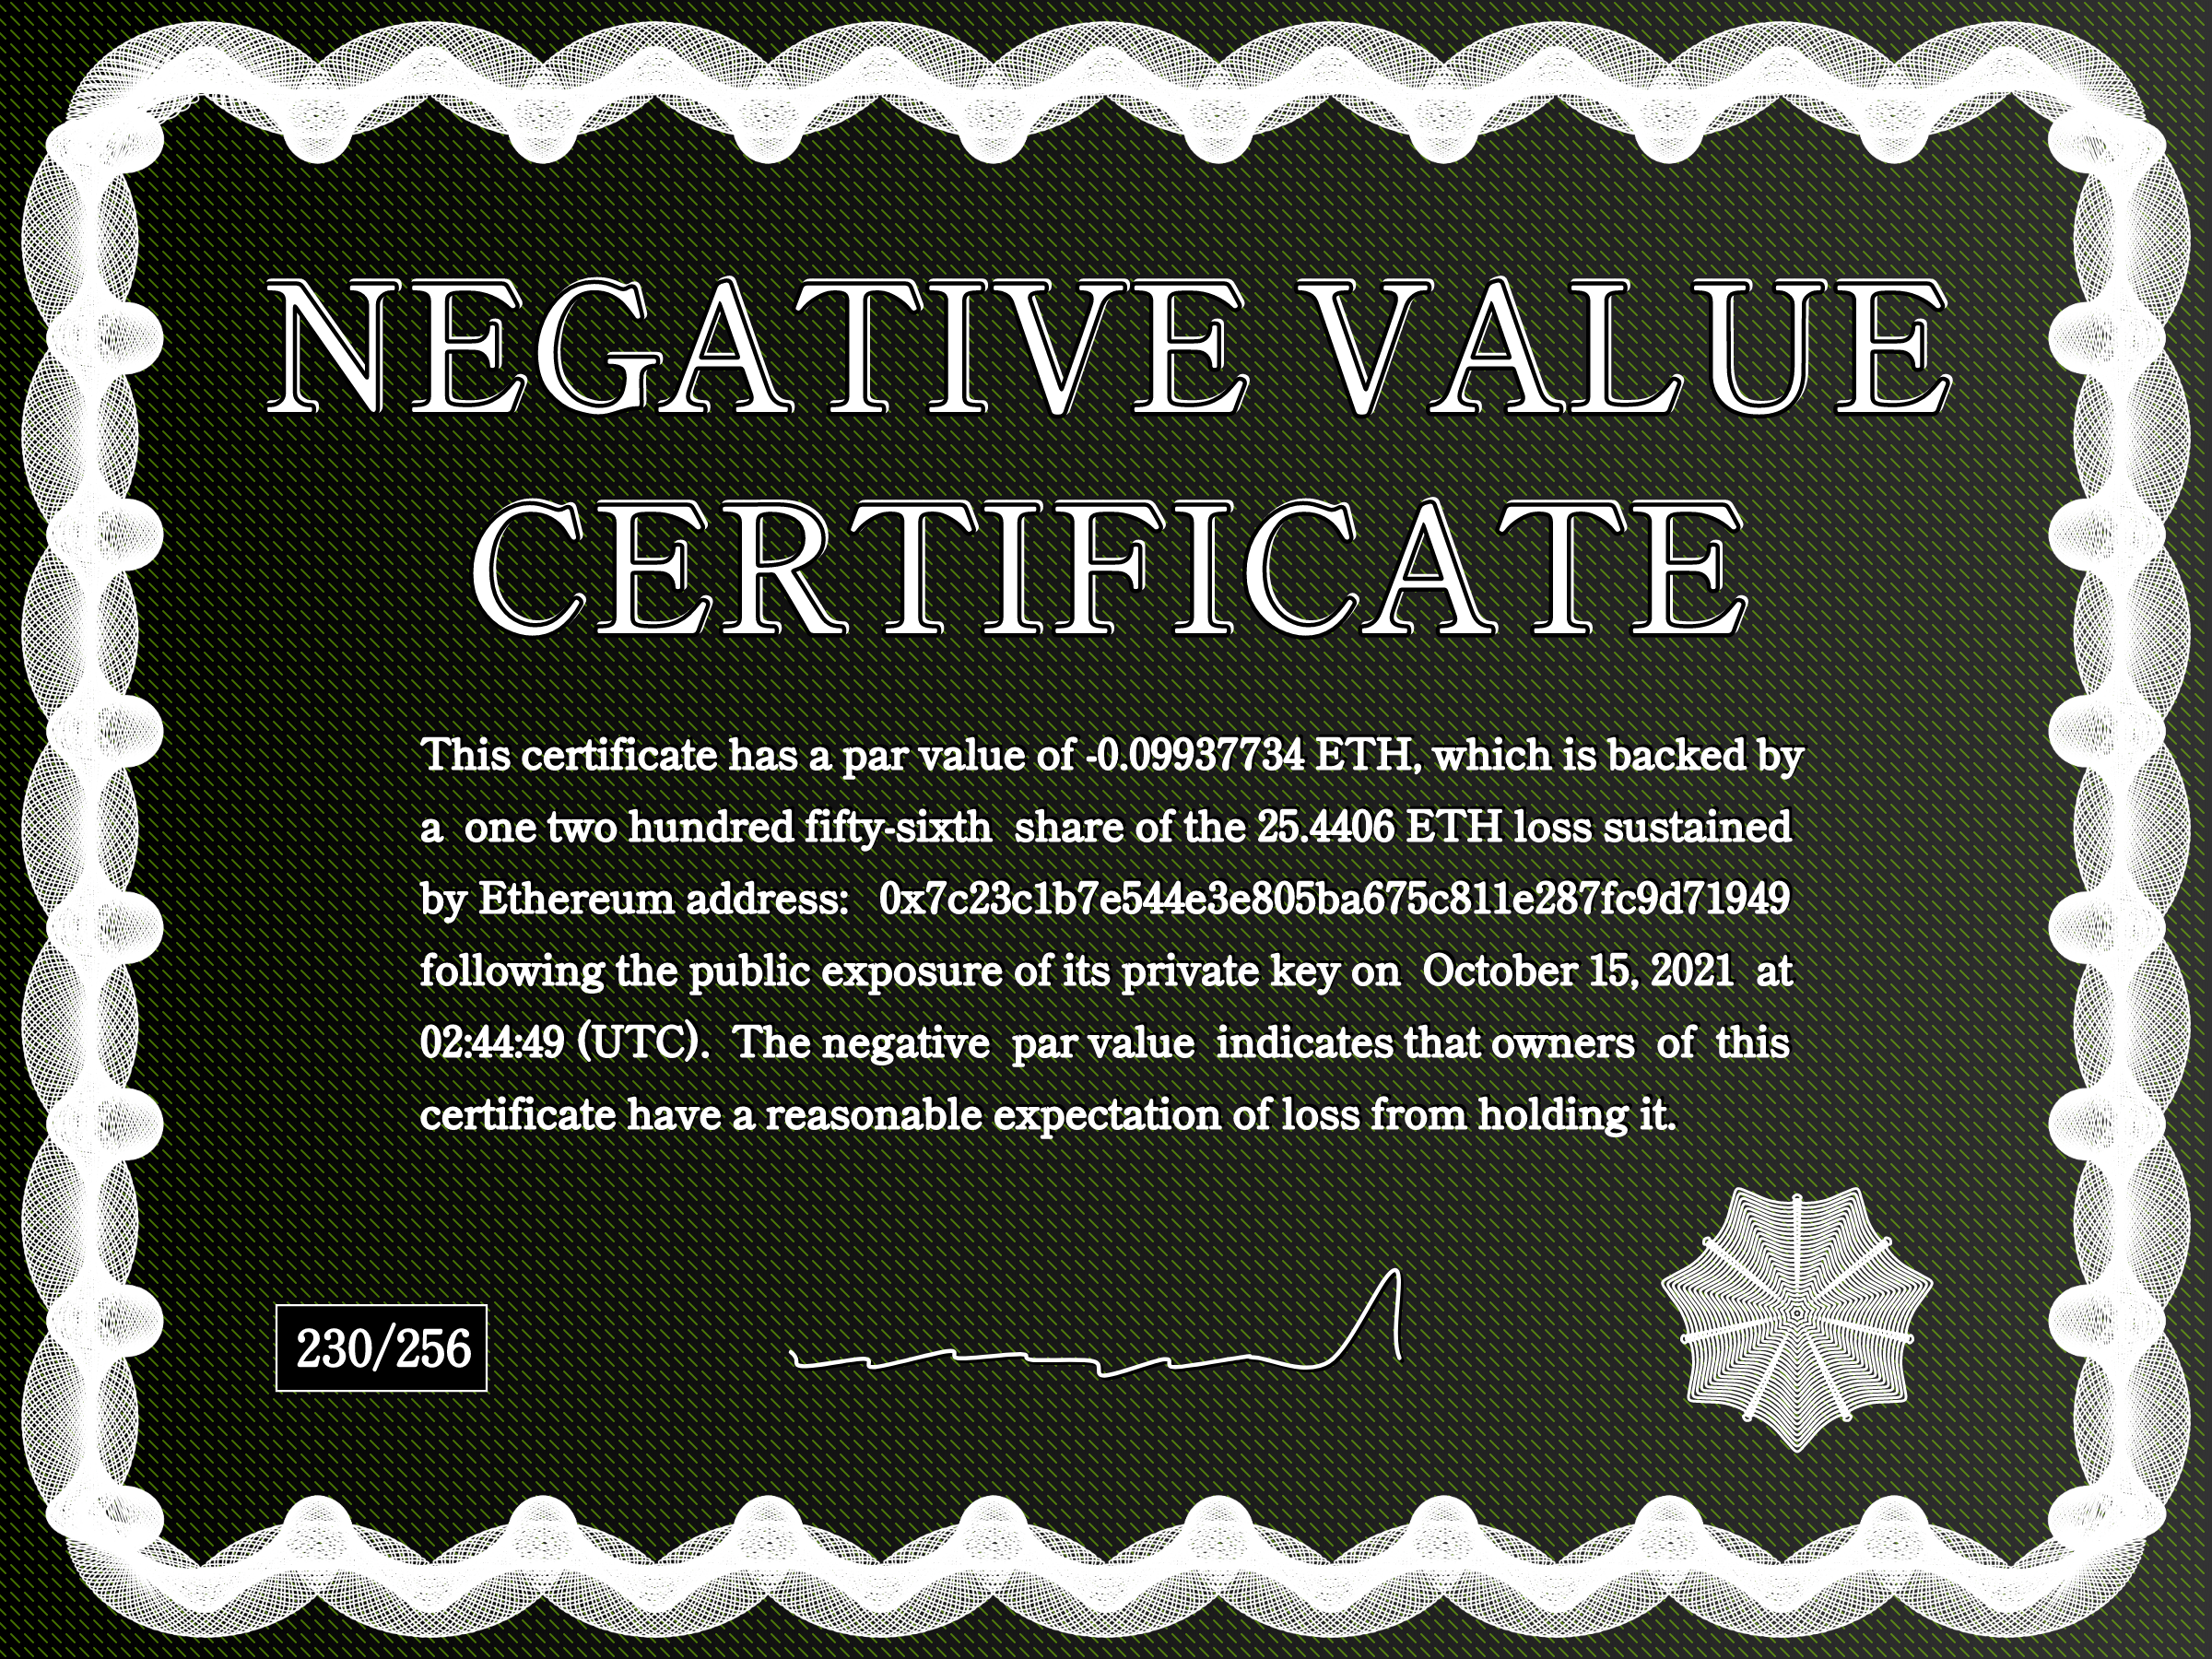 NEGATIVE VALUE
CERTIFICATE
This certificate has a par value of -0.09937734 ETH, which is backed by
a one two hundred fifty-sixth share of the 25.4406 ETH loss sustained
by Ethereum address: 0x7c23c1b7e544e3e805ba675c811e287fc9d71949
following the public exposure of its private key on October 15, 2021 at
02:44:49 (UTC). The negative par value indicates that owners of this
certificate have a reasonable expectation of loss from holding it.
230/256